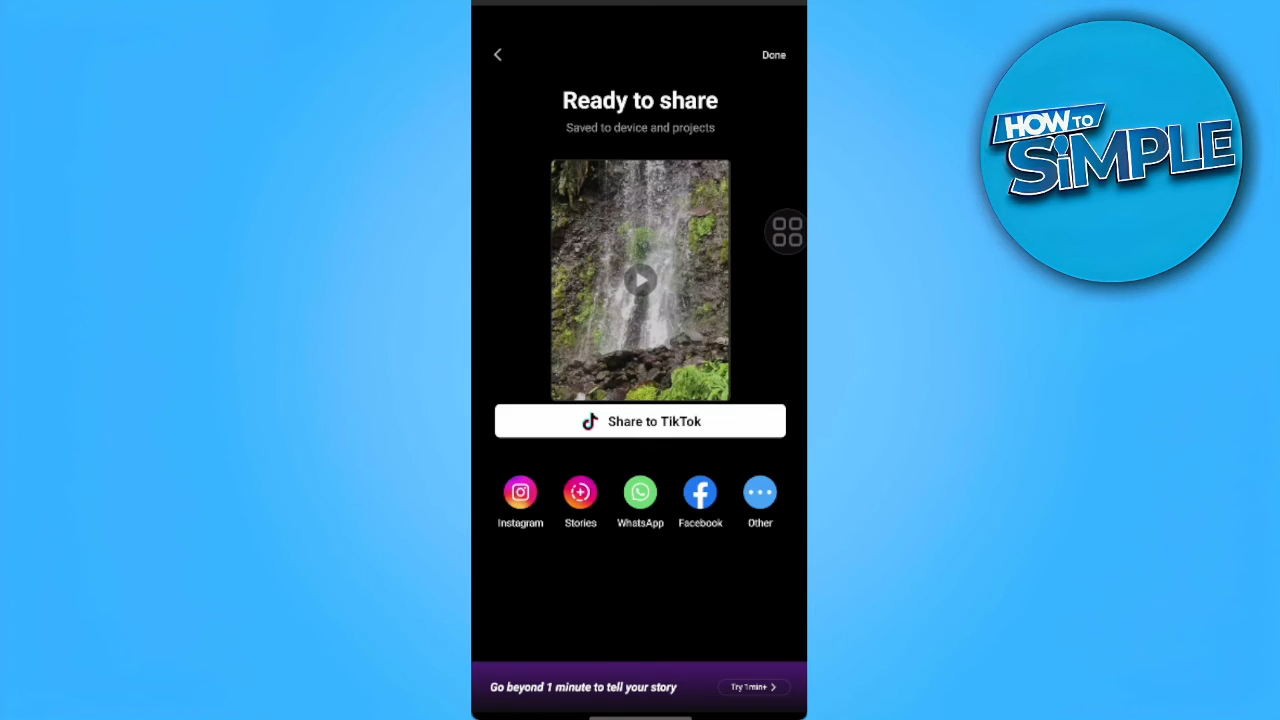 Done
Ready to share
Saved to device and projects
HOW TO
SiMPLE
Share to TikTok
Instagram
Stories
WhatsApp
Facebook
Other
Go beyond 1 minute to tell your story
Try 1min+